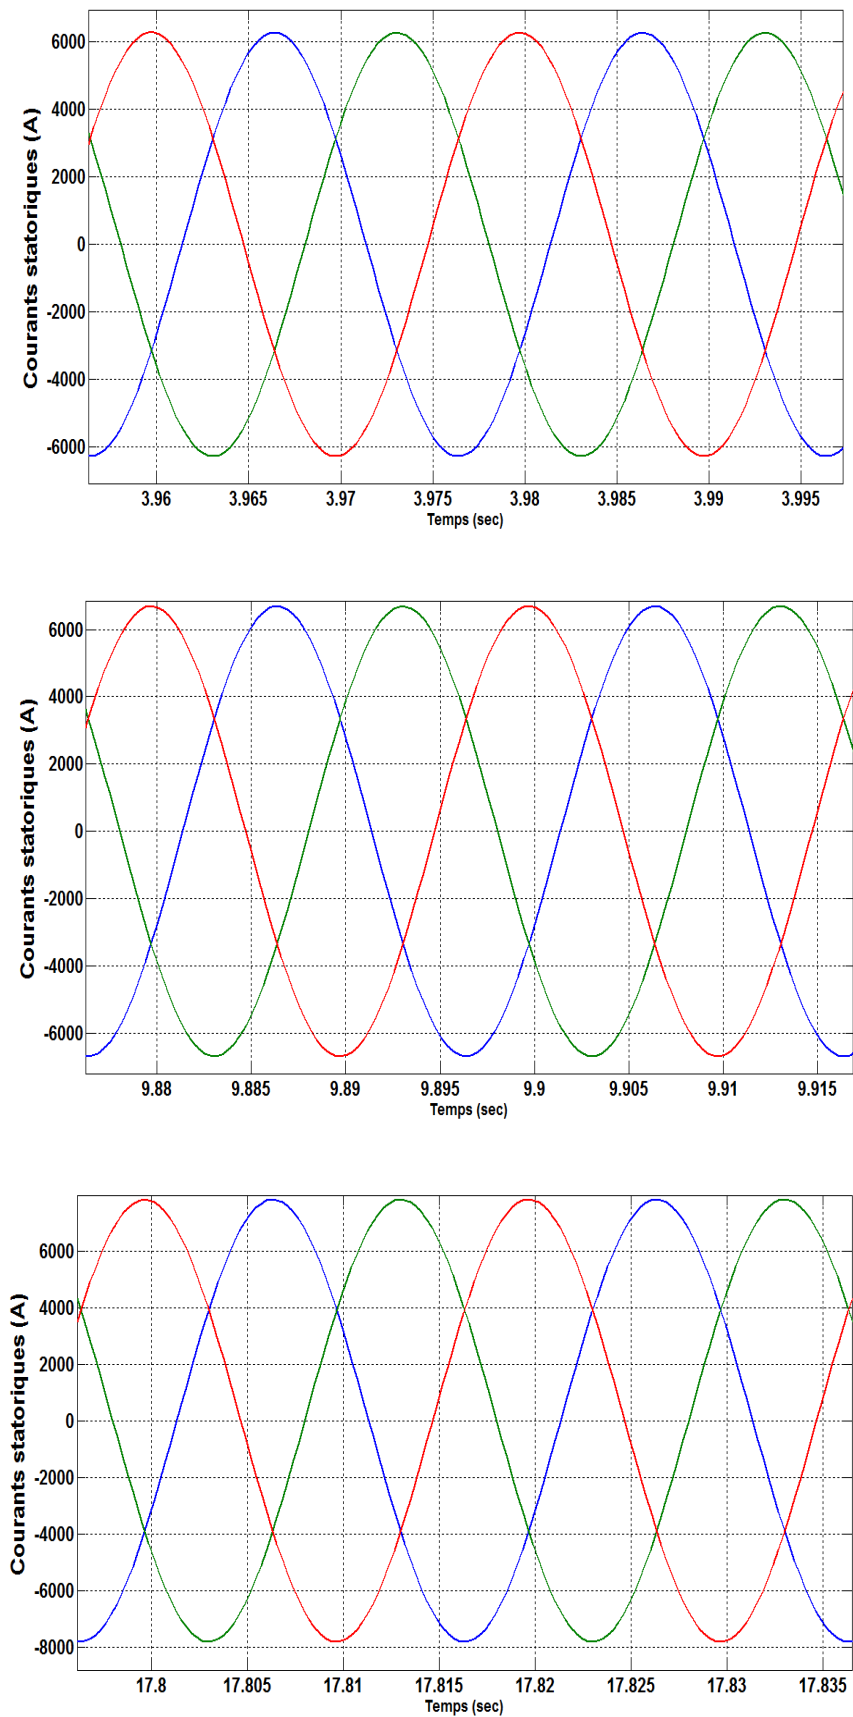 Courants statoriques (A)
6000
4000
2000
0
-2000
-4000
-6000
3.96 3.965 3.97 3.975 3.98 3.985 3.99 3.995
Temps (sec)
Courants statoriques (A)
6000
4000
2000
0
-2000
-4000
-6000
9.88 9.885 9.89 9.895 9.9 9.905 9.91 9.915
Temps (sec)
Courants statoriques (A)
6000
4000
2000
0
-2000
-4000
-6000
-8000
17.8 17.805 17.81 17.815 17.82 17.825 17.83 17.835
Temps (sec)